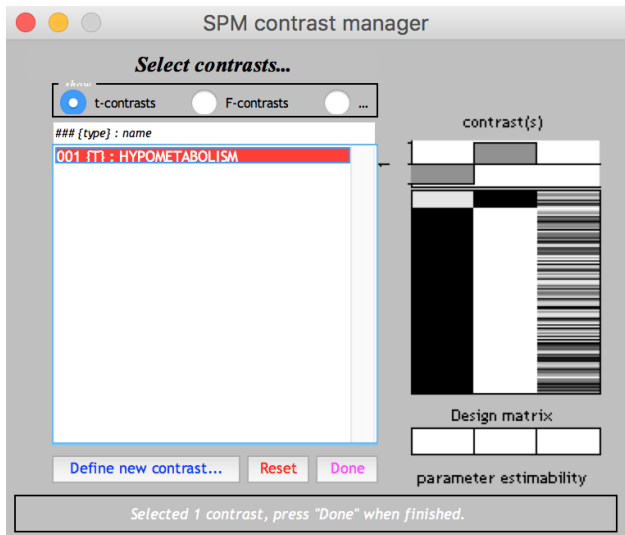 SPM contrast manager
Select contrasts...
show
t-contrasts
F-contrasts
...
### {type} : name
001 {T} : HYPOMETABOLISM
contrast(s)
Design matrix
parameter estimability
Define new contrast...
Reset
Done
Selected 1 contrast, press "Done" when finished.